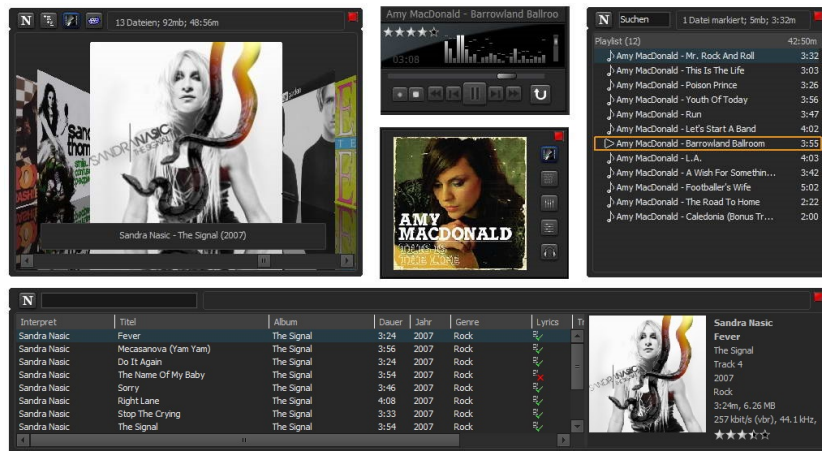 N
13 Dateien; 92mb; 48:56m
SANDRA NASIC
THE SIGNAL
Sandra Nasic - The Signal (2007)
Amy MacDonald - Barrowland Ballroo
03:08
AMY
MACDONALD
N
Suchen
1 Datei markiert; 5mb; 3:32m
Playlist (12) 42:50m
Amy MacDonald - Mr. Rock And Roll 3:32
Amy MacDonald - This Is The Life 3:03
Amy MacDonald - Poison Prince 3:26
Amy MacDonald - Youth Of Today 3:56
Amy MacDonald - Run 3:47
Amy MacDonald - Let's Start A Band 4:02
Amy MacDonald - Barrowland Ballroom 3:55
Amy MacDonald - L.A. 4:03
Amy MacDonald - A Wish For Somethin... 3:42
Amy MacDonald - Footballer's Wife 5:02
Amy MacDonald - The Road To Home 2:22
Amy MacDonald - Caledonia (Bonus Tr... 2:00
N
Interpret Titel Album Dauer Jahr Genre Lyrics Tr
Sandra Nasic Fever The Signal 3:24 2007 Rock
Sandra Nasic Mecasanova (Yam Yam) The Signal 3:56 2007 Rock
Sandra Nasic Do It Again The Signal 3:24 2007 Rock
Sandra Nasic The Name Of My Baby The Signal 3:54 2007 Rock
Sandra Nasic Sorry The Signal 3:46 2007 Rock
Sandra Nasic Right Lane The Signal 4:08 2007 Rock
Sandra Nasic Stop The Crying The Signal 3:33 2007 Rock
Sandra Nasic The Signal The Signal 3:54 2007 Rock
Sandra Nasic
Fever
The Signal
Track 4
2007
Rock
3:24m, 6.26 MB
257 kbit/s (vbr), 44.1 kHz,